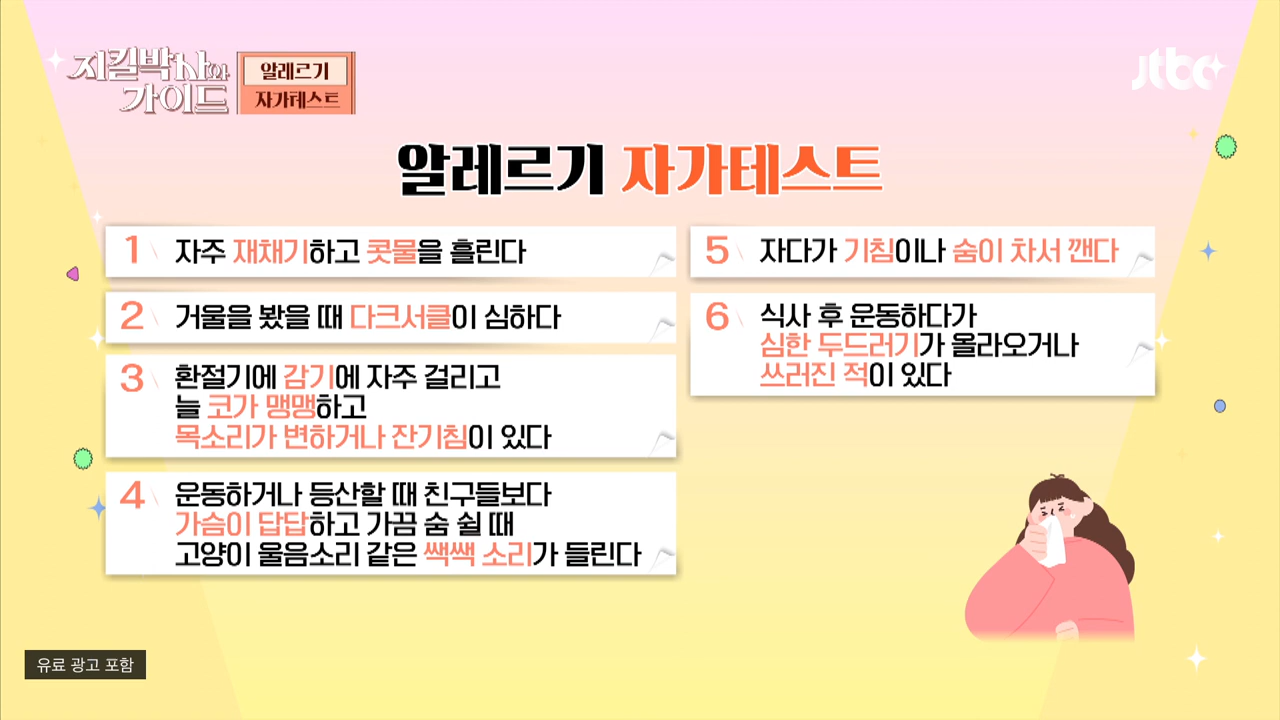 지킬박사와
가이드
알레르기
자가테스트
jtbc
알레르기 자가테스트
1 자주 재채기하고 콧물을 흘린다
2 거울을 봤을 때 다크서클이 심하다
3 환절기에 감기에 자주 걸리고
늘 코가 맹맹하고
목소리가 변하거나 잔기침이 있다
4 운동하거나 등산할 때 친구들보다
가슴이 답답하고 가끔 숨 쉴 때
고양이 울음소리 같은 쌕쌕 소리가 들린다
5 자다가 기침이나 숨이 차서 깬다
6 식사 후 운동하다가
심한 두드러기가 올라오거나
쓰러진 적이 있다
유료 광고 포함